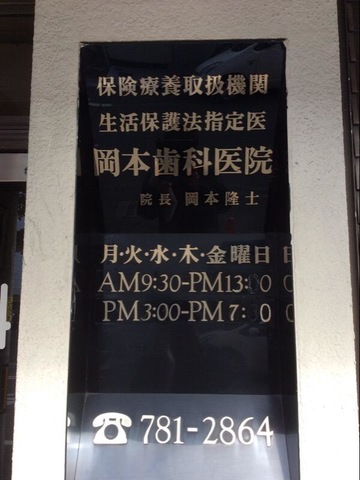 保険療養取扱機関
生活保護法指定医
岡本歯科医院
院長 岡本隆士
月・火・水・木・金曜日
AM9:30-PM13:00
PM3:00-PM7:30
☎ 781-2864